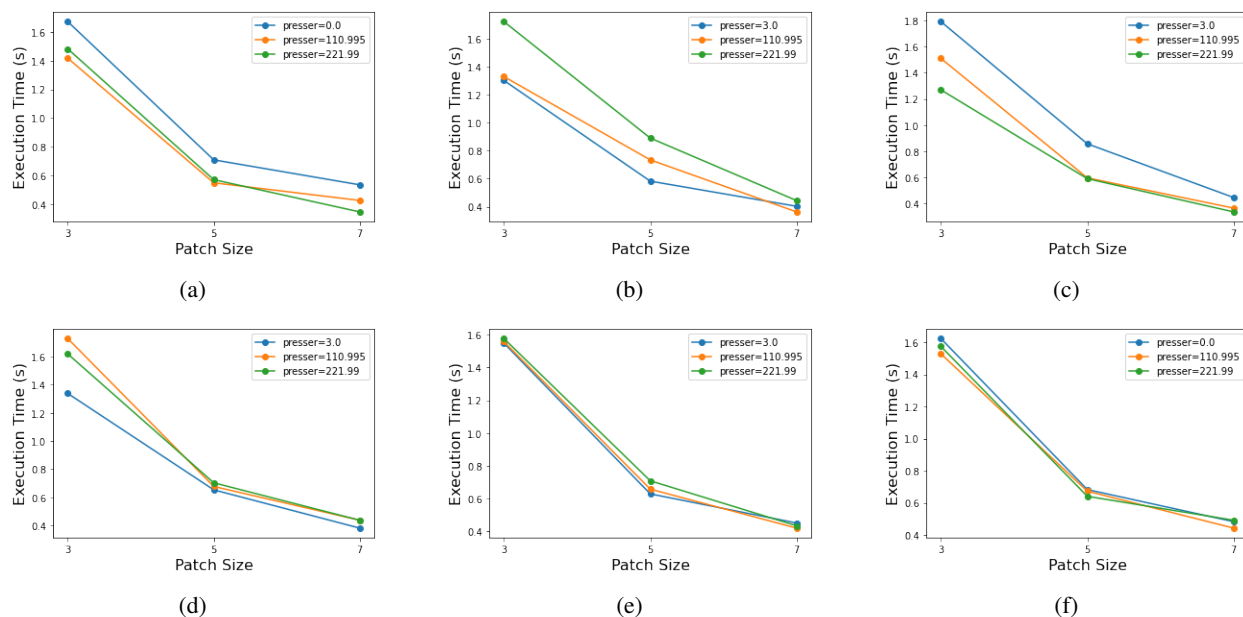 1.6
1.4
1.2
1.0
0.8
0.6
0.4
Execution Time (s)
presser=0.0
presser=110.995
presser=221.99
3
5
7
Patch Size
(a)
1.6
1.4
1.2
1.0
0.8
0.6
0.4
Execution Time (s)
presser=3.0
presser=110.995
presser=221.99
3
5
7
Patch Size
(b)
1.8
1.6
1.4
1.2
1.0
0.8
0.6
0.4
Execution Time (s)
presser=3.0
presser=110.995
presser=221.99
3
5
7
Patch Size
(c)
1.6
1.4
1.2
1.0
0.8
0.6
0.4
Execution Time (s)
presser=3.0
presser=110.995
presser=221.99
3
5
7
Patch Size
(d)
1.6
1.4
1.2
1.0
0.8
0.6
0.4
Execution Time (s)
presser=3.0
presser=110.995
presser=221.99
3
5
7
Patch Size
(e)
1.6
1.4
1.2
1.0
0.8
0.6
0.4
Execution Time (s)
presser=0.0
presser=110.995
presser=221.99
3
5
7
Patch Size
(f)